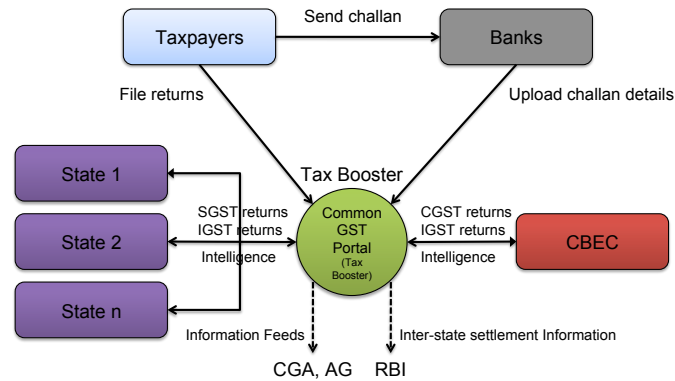 Send challan
Taxpayers
Banks
File returns
Upload challan details
State 1
Tax Booster
SGST returns
IGST returns
Intelligence
State 2
Common
GST
Portal
(Tax
Booster)
CGST returns
IGST returns
Intelligence
CBEC
State n
Information Feeds
Inter-state settlement Information
CGA, AG
RBI